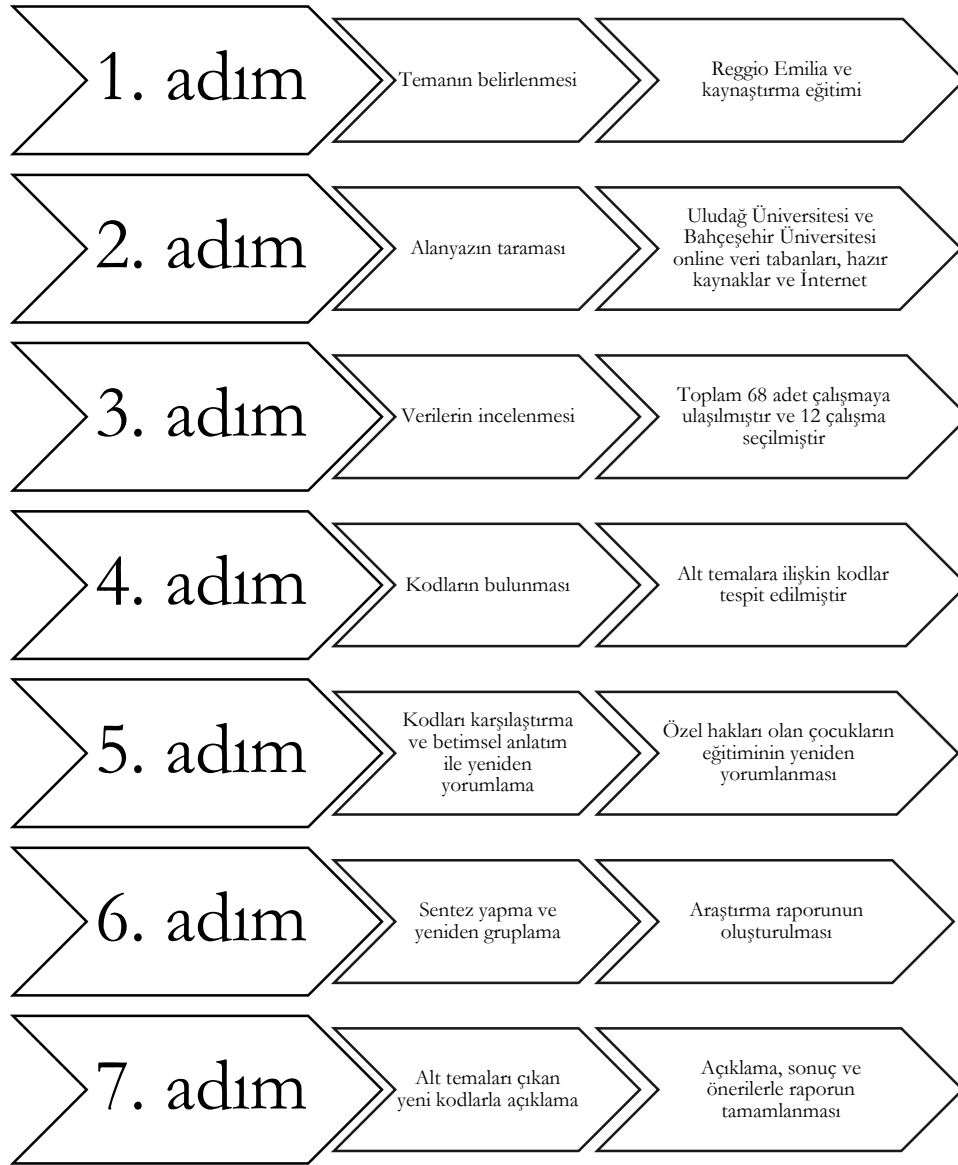 1. adım
Temanın belirlenmesi
Reggio Emilia ve
kaynaştırma eğitimi
2. adım
Alanyazın taraması
Uludağ Üniversitesi ve
Bahçeşehir Üniversitesi
online veri tabanları, hazır
kaynaklar ve İnternet
3. adım
Verilerin incelenmesi
Toplam 68 adet çalışmaya
ulaşılmıştır ve 12 çalışma
seçilmiştir
4. adım
Kodların bulunması
Alt temalara ilişkin kodlar
tespit edilmiştir
5. adım
Kodları karşılaştırma
ve betimsel anlatım
ile yeniden
yorumlama
Özel hakları olan çocukların
eğitiminin yeniden
yorumlanması
6. adım
Sentez yapma ve
yeniden gruplama
Araştırma raporunun
oluşturulması
7. adım
Alt temaları çıkan
yeni kodlarla açıklama
Açıklama, sonuç ve
önerilerle raporun
tamamlanması